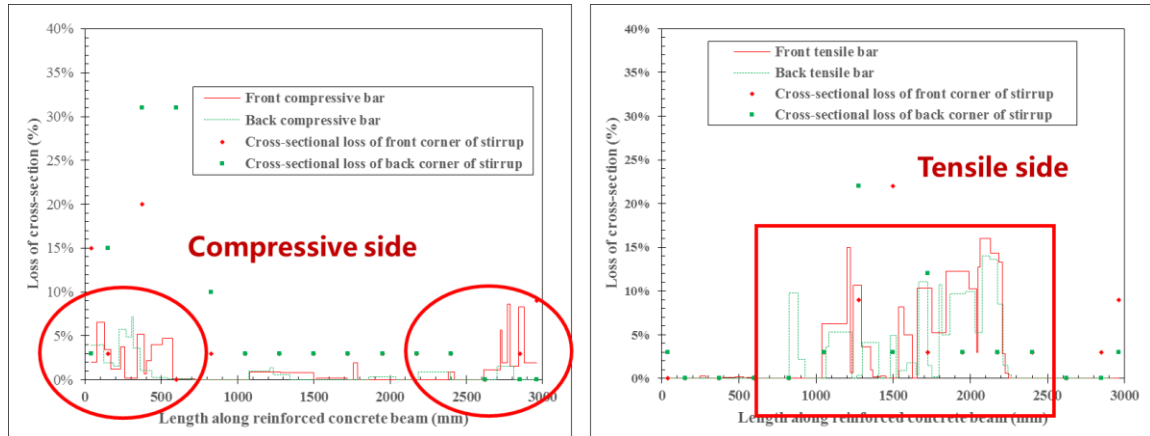 40%
35%
30%
25%
20%
15%
10%
5%
0%
Loss of cross-section (%)
Front compressive bar
Back compressive bar
Cross-sectional loss of front corner of stirrup
Cross-sectional loss of back corner of stirrup
Compressive side
0 500 1000 1500 2000 2500 3000
Length along reinforced concrete beam (mm)
40%
35%
30%
25%
20%
15%
10%
5%
0%
Loss of cross-section (%)
Front tensile bar
Back tensile bar
Cross-sectional loss of front corner of stirrup
Cross-sectional loss of back corner of stirrup
Tensile side
0 500 1000 1500 2000 2500 3000
Length along reinforced concrete beam (mm)